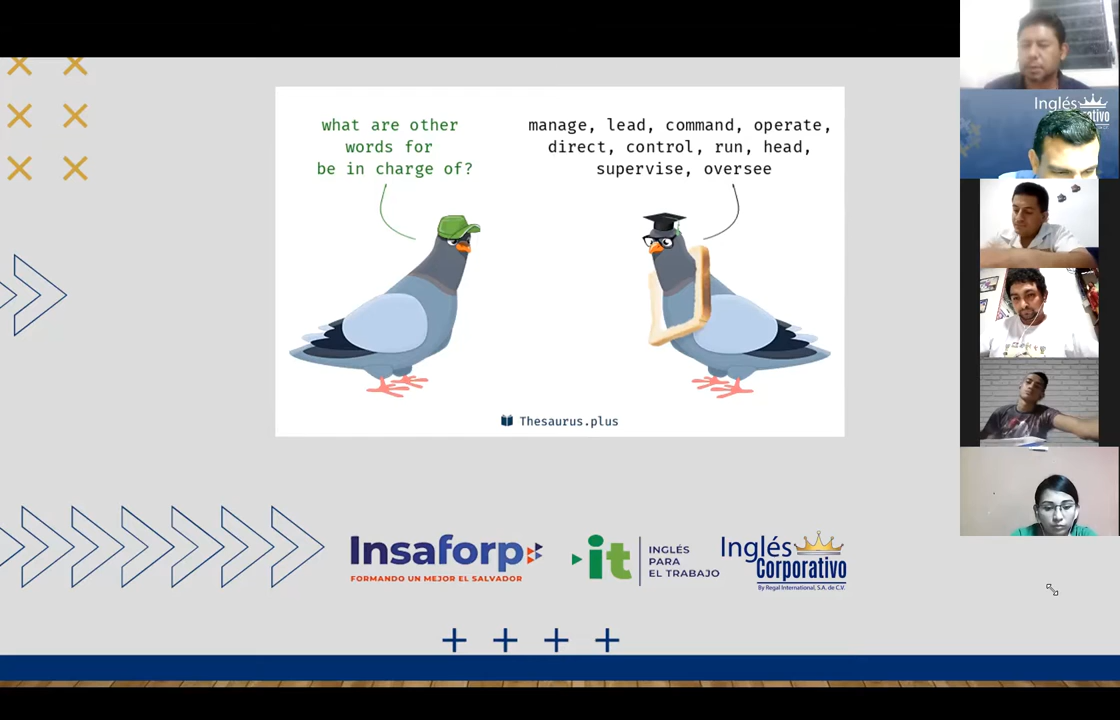 what are other
words for
be in charge of?
manage, lead, command, operate,
direct, control, run, head,
supervise, oversee
Thesaurus.plus
Insaforp
FORMANDO UN MEJOR EL SALVADOR
it
INGLÉS
PARA
EL TRABAJO
Inglés
Corporativo
By Regal International, S.A. de C.V.
Inglés